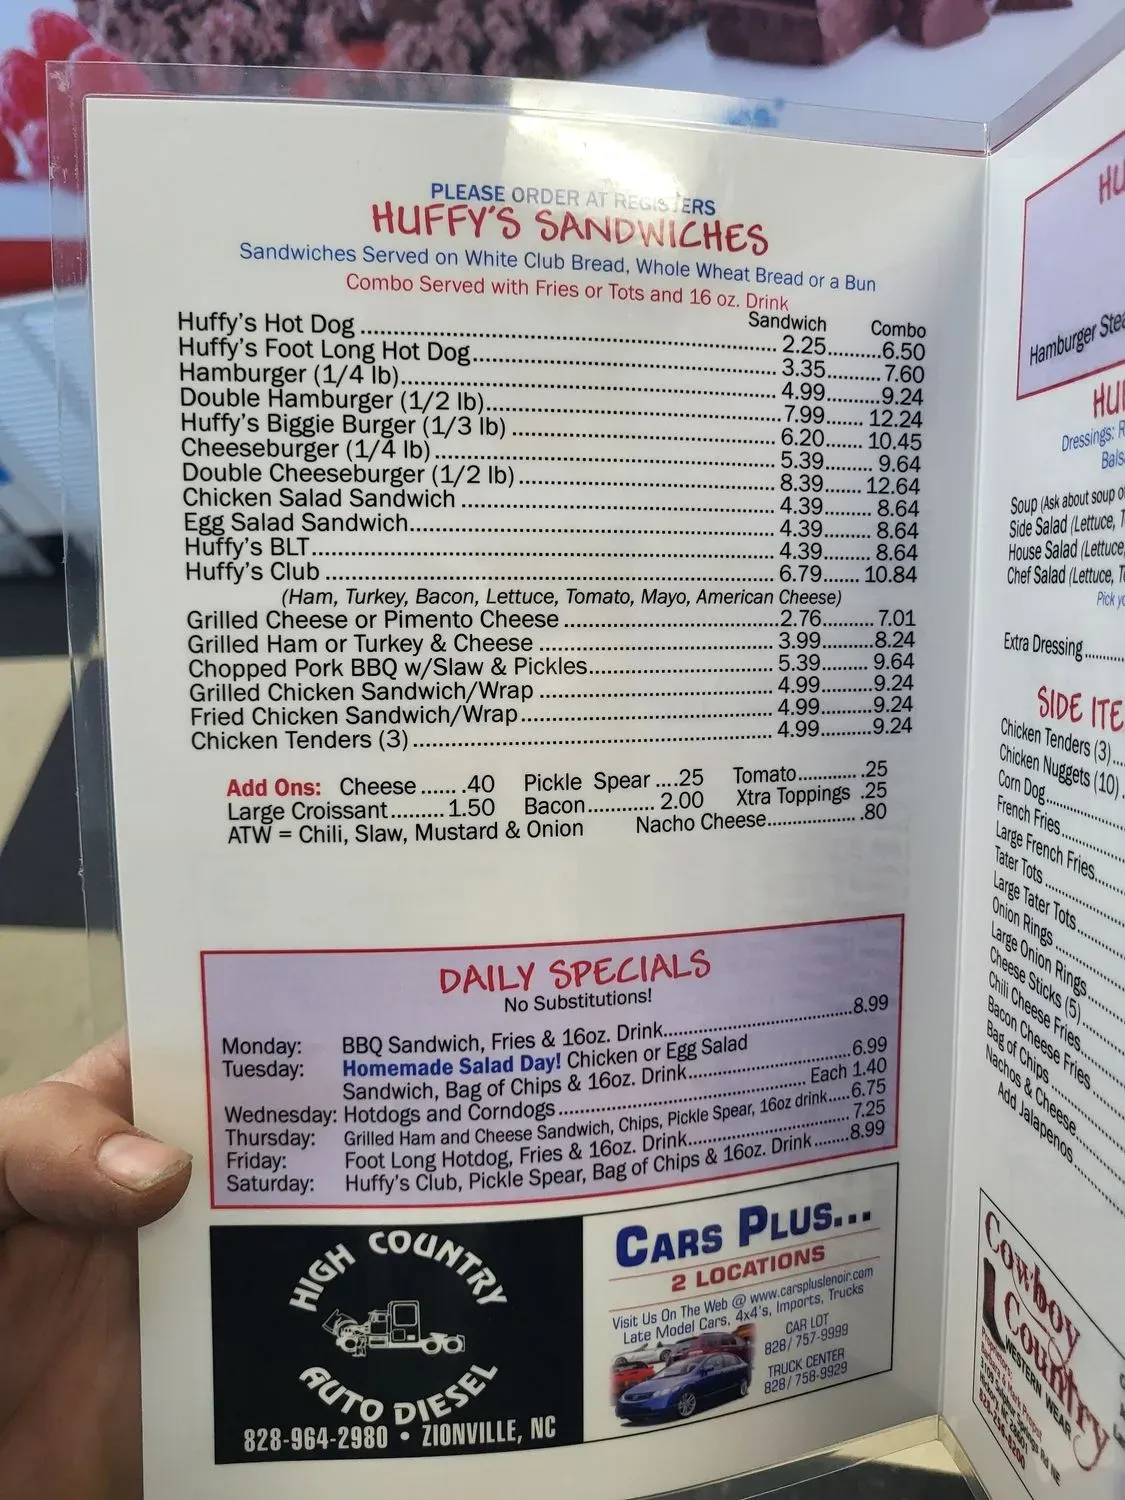 PLEASE ORDER AT REGISTERS
HUFFY'S SANDWICHES
Sandwiches Served on White Club Bread, Whole Wheat Bread or a Bun
Combo Served with Fries or Tots and 16 oz. Drink
Sandwich Combo
Huffy's Hot Dog 2.25 6.50
Huffy's Foot Long Hot Dog 3.35 7.60
Hamburger (1/4 lb) 4.99 9.24
Double Hamburger (1/2 lb) 7.99 12.24
Huffy's Biggie Burger (1/3 lb) 6.20 10.45
Cheeseburger (1/4 lb) 5.39 9.64
Double Cheeseburger (1/2 lb) 8.39 12.64
Chicken Salad Sandwich 4.39 8.64
Egg Salad Sandwich 4.39 8.64
Huffy's BLT 4.39 8.64
Huffy's Club 6.79 10.84
(Ham, Turkey, Bacon, Lettuce, Tomato, Mayo, American Cheese)
Grilled Cheese or Pimento Cheese 2.76 7.01
Grilled Ham or Turkey & Cheese 3.99 8.24
Chopped Pork BBQ w/Slaw & Pickles 5.39 9.64
Grilled Chicken Sandwich/Wrap 4.99 9.24
Fried Chicken Sandwich/Wrap 4.99 9.24
Chicken Tenders (3) 4.99 9.24
Add Ons: Cheese .40 Pickle Spear .25 Tomato .25
Large Croissant 1.50 Bacon 2.00 Xtra Toppings .25
ATW = Chili, Slaw, Mustard & Onion Nacho Cheese .80
DAILY SPECIALS
No Substitutions!
Monday: BBQ Sandwich, Fries & 16oz. Drink 8.99
Tuesday: Homemade Salad Day! Chicken or Egg Salad
Sandwich, Bag of Chips & 16oz. Drink 6.99
Wednesday: Hotdogs and Corndogs Each 1.40
Thursday: Grilled Ham and Cheese Sandwich, Chips, Pickle Spear, 16oz drink 6.75
Friday: Foot Long Hotdog, Fries & 16oz. Drink 7.25
Saturday: Huffy's Club, Pickle Spear, Bag of Chips & 16oz. Drink 8.99
HIGH COUNTRY
AUTO DIESEL
828-964-2980 • ZIONVILLE, NC
CARS PLUS...
2 LOCATIONS
Visit Us On The Web @ www.carspluslenoir.com
Late Model Cars, 4x4's, Imports, Trucks
CAR LOT
828/757-9999
TRUCK CENTER
828/758-9929
Hamburger
Dressings:
Soup (Ask about soup
Side Salad (Lettuce,
House Salad (Lettuce,
Chef Salad (Lettuce,
Pick
Extra Dressing
SIDE
Chicken Tenders (3)
Chicken Nuggets (10)
Corn Dog
French Fries
Large French Fries
Tater Tots
Large Tater Tots
Onion Rings
Large Onion Rings
Cheese Sticks (5)
Chili Cheese Fries
Bacon Cheese Fries
Bag of Chips
Nachos & Cheese
Add Jalapenos
Cowboy
Country
WESTERN WEAR